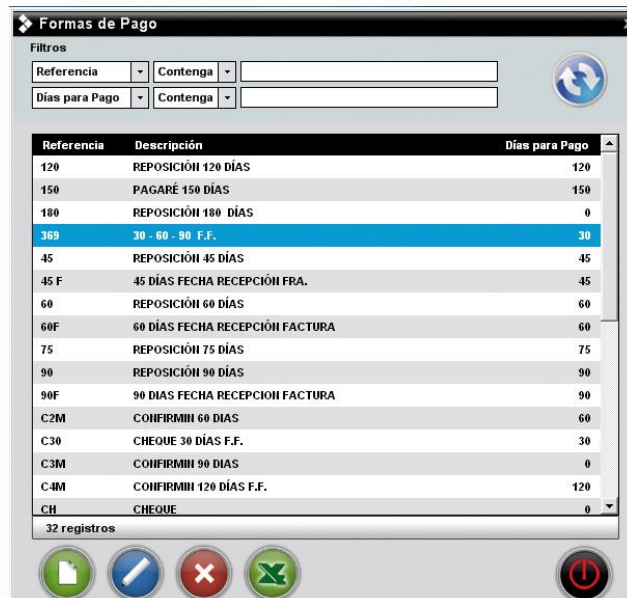 Formas de Pago
Filtros
Referencia Contenga
Días para Pago Contenga
Referencia Descripción Días para Pago
120 REPOSICIÓN 120 DÍAS 120
150 PAGARÉ 150 DÍAS 150
180 REPOSICIÓN 180 DÍAS 0
369 30 - 60 - 90 F.F. 30
45 REPOSICIÓN 45 DÍAS 45
45 F 45 DÍAS FECHA RECEPCIÓN FRA. 45
60 REPOSICIÓN 60 DÍAS 60
60F 60 DÍAS FECHA RECEPCIÓN FACTURA 60
75 REPOSICIÓN 75 DÍAS 75
90 REPOSICIÓN 90 DÍAS 90
90F 90 DIAS FECHA RECEPCION FACTURA 90
C2M CONFIRMIN 60 DIAS 60
C30 CHEQUE 30 DÍAS F.F. 30
C3M CONFIRMIN 90 DIAS 0
C4M CONFIRMIN 120 DÍAS F.F. 120
CH CHEQUE 0
32 registros